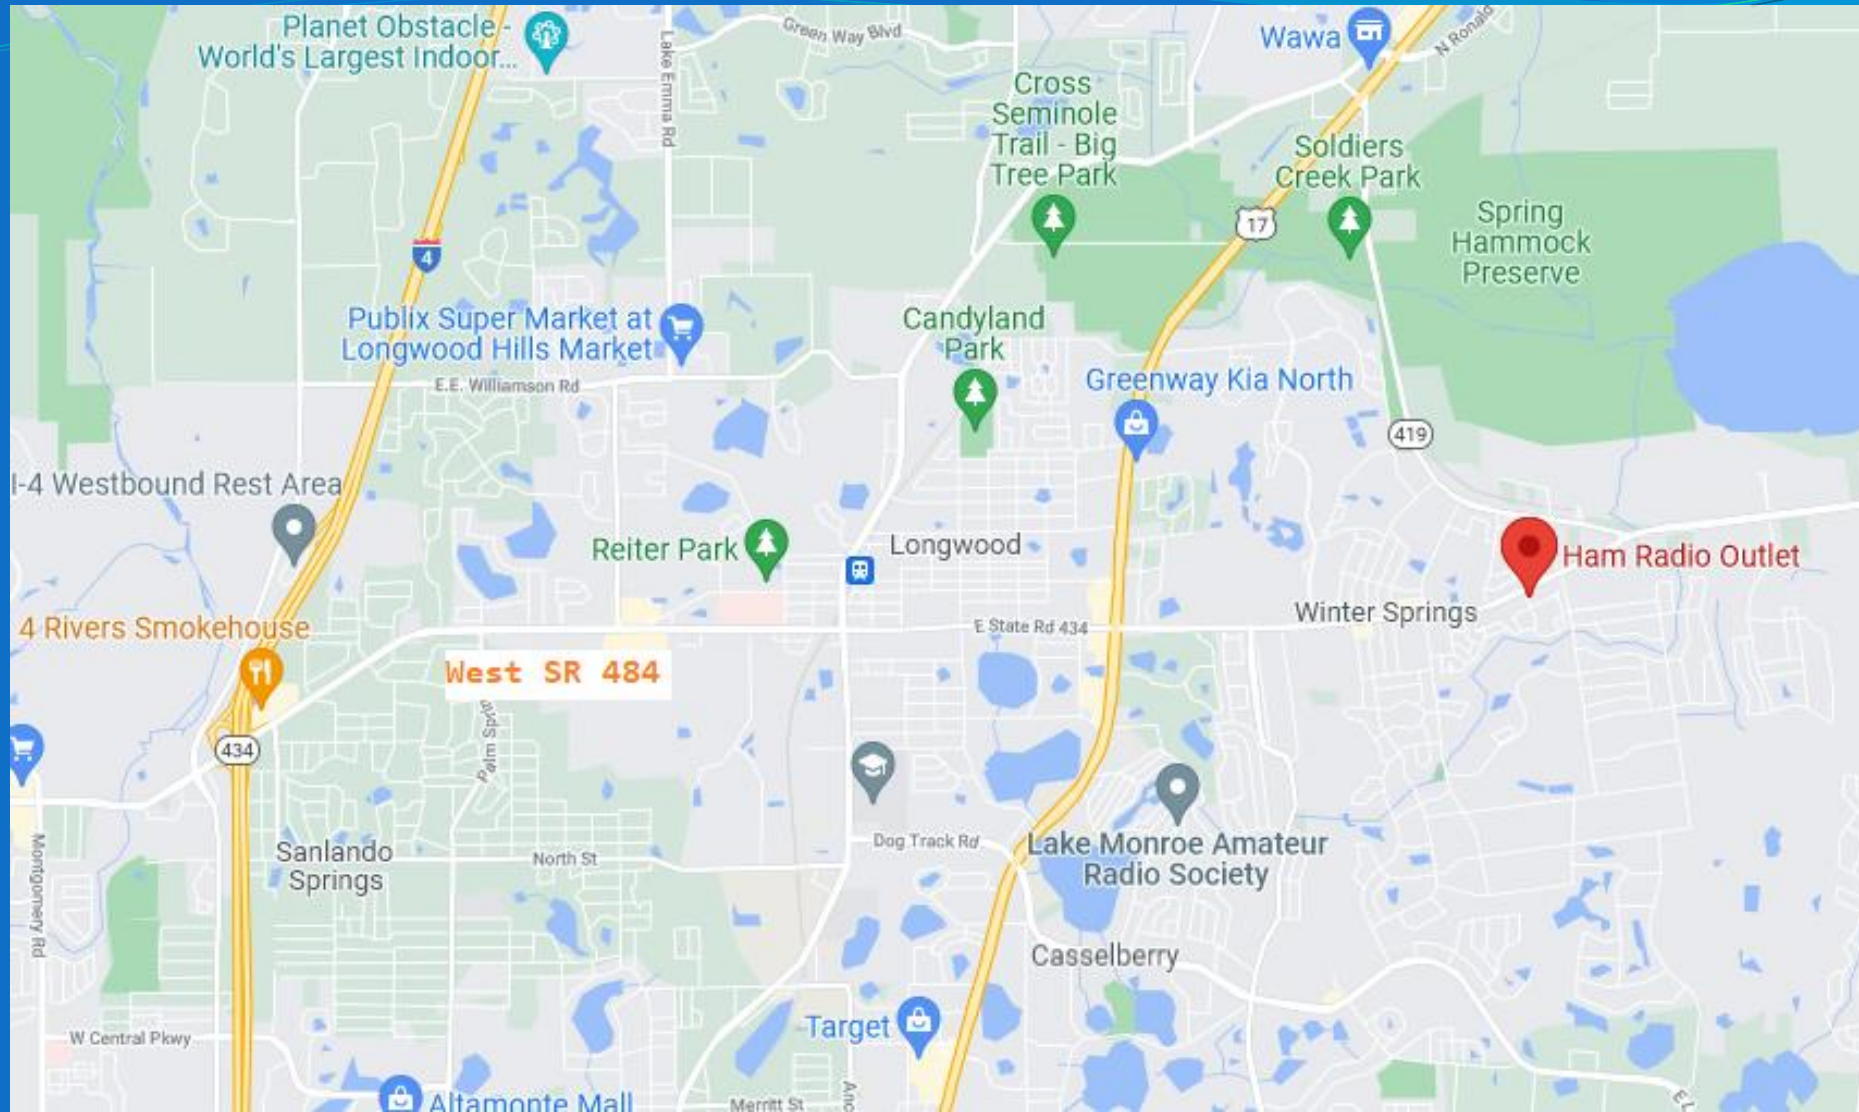 Planet Obstacle -
World's Largest Indoor...
Lake Emma Rd
Green Way Blvd
Wawa
N Ronald
Cross
Seminole
Trail - Big
Tree Park
Soldiers
Creek Park
17
Spring
Hammock
Preserve
4
Publix Super Market at
Longwood Hills Market
E.E. Williamson Rd
Candyland
Park
Greenway Kia North
419
I-4 Westbound Rest Area
Reiter Park
Longwood
Ham Radio Outlet
4 Rivers Smokehouse
E State Rd 434
Winter Springs
West SR 484
434
Palm Springs
Montgomery Rd
Sanlando
Springs
North St
Dog Track Rd
Lake Monroe Amateur
Radio Society
Casselberry
Target
W Central Pkwy
Altamonte Mall
Merritt St
Anc
E L